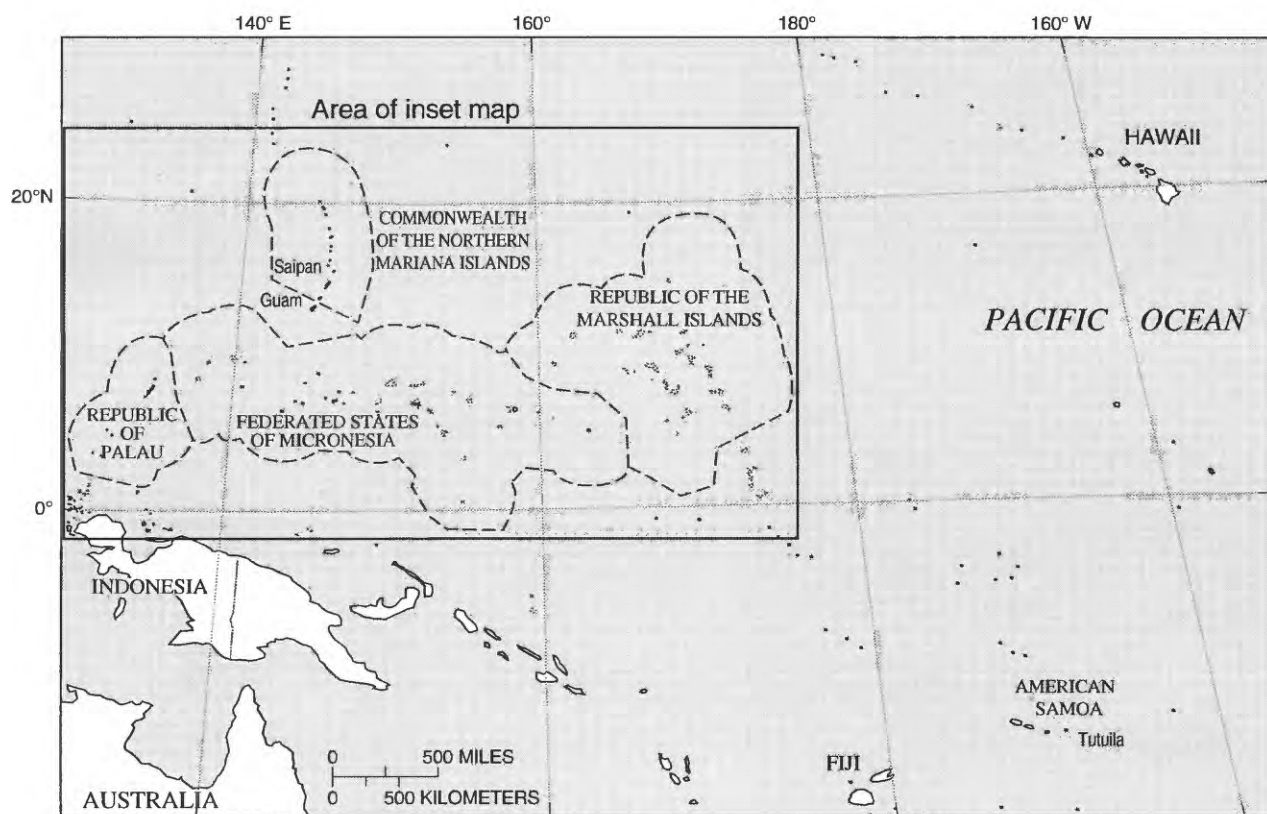 140° E
160°
180°
160° W
Area of inset map
HAWAII
20°N
COMMONWEALTH
OF THE NORTHERN
MARIANA ISLANDS
Saipan
Guam
REPUBLIC OF THE
MARSHALL ISLANDS
PACIFIC OCEAN
REPUBLIC
OF
PALAU
FEDERATED STATES
OF MICRONESIA
0°
INDONESIA
AMERICAN
SAMOA
Tutuila
0 500 MILES
0 500 KILOMETERS
FIJI
AUSTRALIA